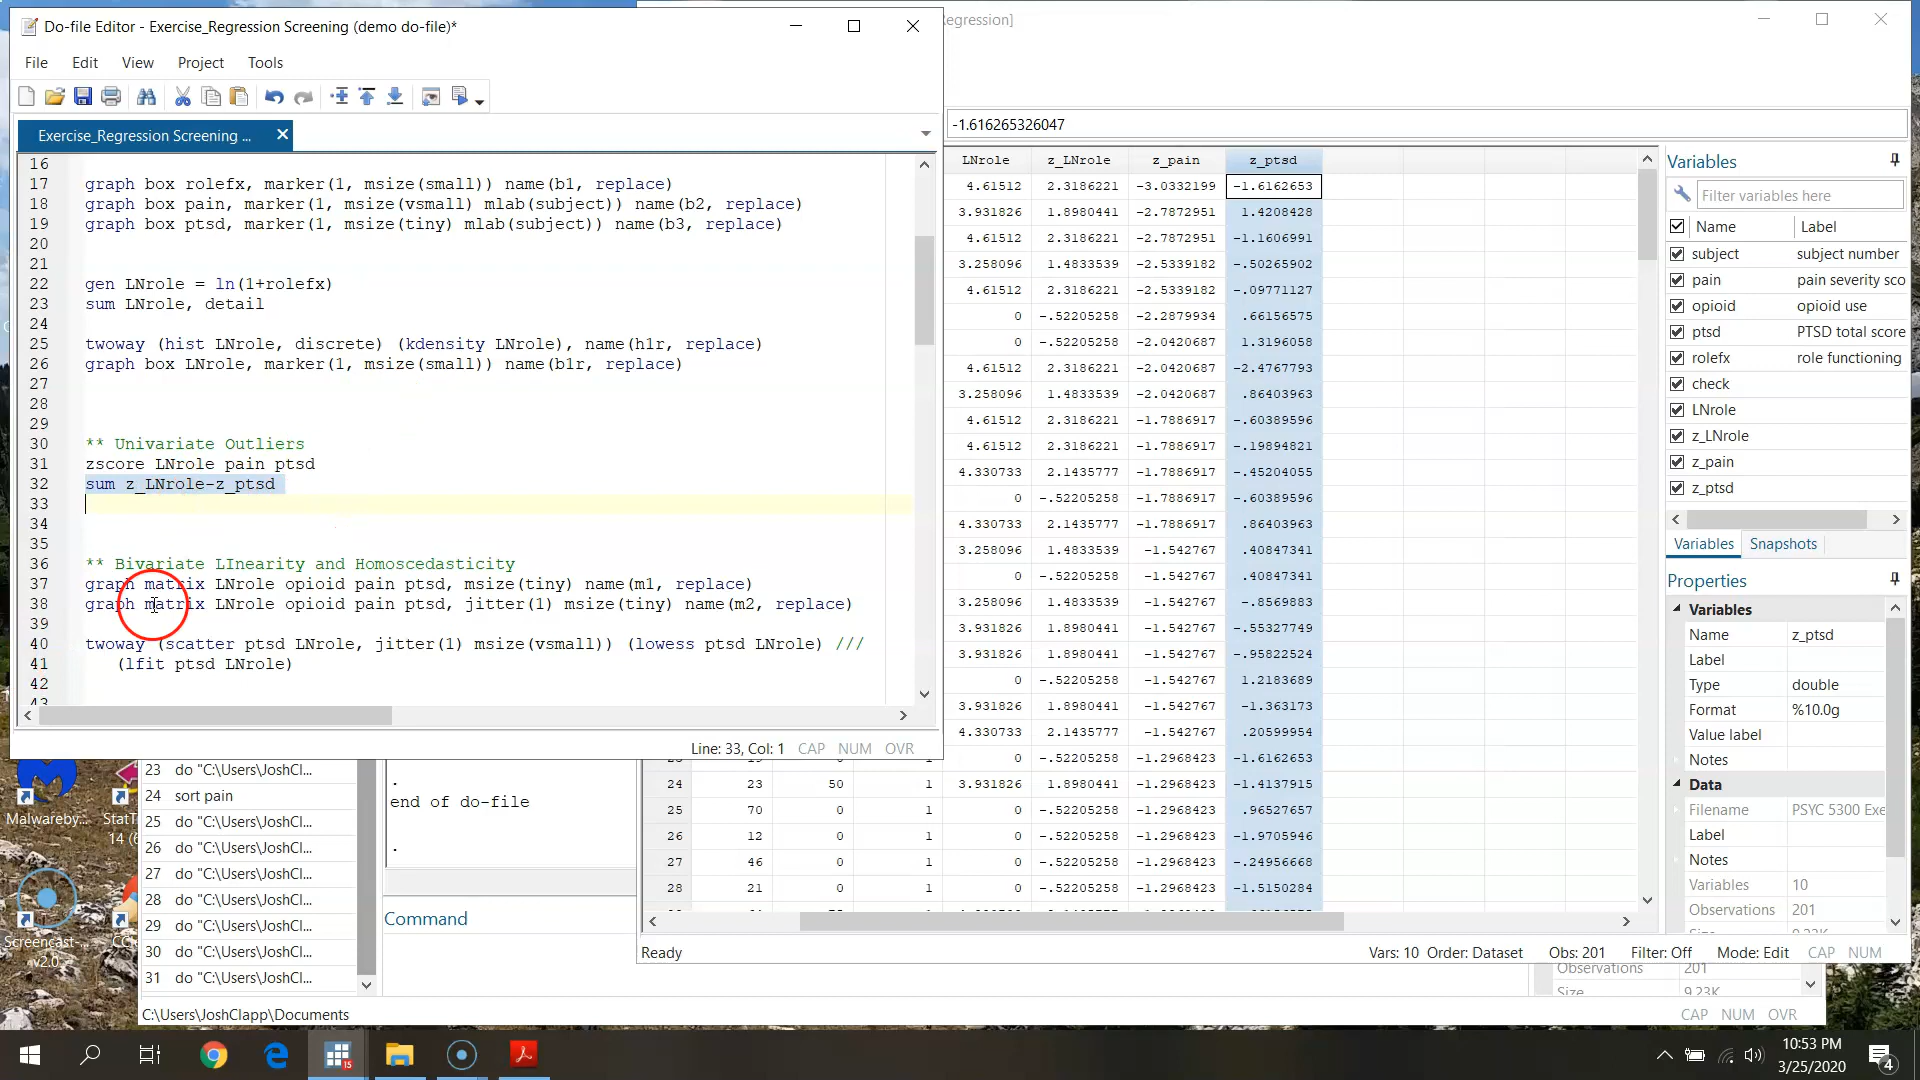 Do-file Editor - Exercise_Regression Screening (demo do-file)*
File Edit View Project Tools
Exercise_Regression Screening ...
16
17 graph box rolefx, marker(1, msize(small)) name(b1, replace)
18 graph box pain, marker(1, msize(vsmall) mlab(subject)) name(b2, replace)
19 graph box ptsd, marker(1, msize(tiny) mlab(subject)) name(b3, replace)
20
21
22 gen LNrole = ln(1+rolefx)
23 sum LNrole, detail
24
25 twoway (hist LNrole, discrete) (kdensity LNrole), name(h1r, replace)
26 graph box LNrole, marker(1, msize(small)) name(b1r, replace)
27
28
29
30 ** Univariate Outliers
31 zscore LNrole pain ptsd
32 sum z_LNrole-z_ptsd
33
34
35
36 ** Bivariate LInearity and Homoscedasticity
37 graph matrix LNrole opioid pain ptsd, msize(tiny) name(m1, replace)
38 graph matrix LNrole opioid pain ptsd, jitter(1) msize(tiny) name(m2, replace)
39
40 twoway (scatter ptsd LNrole, jitter(1) msize(vsmall)) (lowess ptsd LNrole) ///
41 (lfit ptsd LNrole)
42
43
Line: 33, Col: 1 CAP NUM OVR
egression]
-1.616265326047
LNrole z_LNrole z_pain z_ptsd
4.61512 2.3186221 -3.0332199 -1.6162653
3.931826 1.8980441 -2.7872951 1.4208428
4.61512 2.3186221 -2.7872951 -1.1606991
3.258096 1.4833539 -2.5339182 -.50265902
4.61512 2.3186221 -2.5339182 -.09771127
0 -.52205258 -2.2879934 .66156575
0 -.52205258 -2.0420687 1.3196058
4.61512 2.3186221 -2.0420687 -2.4767793
3.258096 1.4833539 -2.0420687 .86403963
4.61512 2.3186221 -1.7886917 -.60389596
4.61512 2.3186221 -1.7886917 -.19894821
4.330733 2.1435777 -1.7886917 -.45204055
0 -.52205258 -1.7886917 -.60389596
4.330733 2.1435777 -1.7886917 .86403963
3.258096 1.4833539 -1.542767 .40847341
0 -.52205258 -1.542767 .40847341
3.258096 1.4833539 -1.542767 -.8569883
3.931826 1.8980441 -1.542767 -.55327749
3.931826 1.8980441 -1.542767 -.95822524
0 -.52205258 -1.542767 1.2183689
3.931826 1.8980441 -1.542767 -1.363173
4.330733 2.1435777 -1.542767 .20599954
0 -.52205258 -1.2968423 -1.6162653
24 23 50 1 3.931826 1.8980441 -1.2968423 -1.4137915
25 70 0 1 0 -.52205258 -1.2968423 .96527657
26 12 0 1 0 -.52205258 -1.2968423 -1.9705946
27 46 0 1 0 -.52205258 -1.2968423 -.24956668
28 21 0 1 0 -.52205258 -1.2968423 -1.5150284
Ready Vars: 10 Order: Dataset Obs: 201 Filter: Off Mode: Edit CAP NUM
Variables
Filter variables here
Name Label
subject subject number
pain pain severity sco
opioid opioid use
ptsd PTSD total score
rolefx role functioning
check
LNrole
z_LNrole
z_pain
z_ptsd
Variables Snapshots
Properties
Variables
Name z_ptsd
Label
Type double
Format %10.0g
Value label
Notes
Data
Filename PSYC 5300 Exe
Label
Notes
Variables 10
Observations 201
Observations 201
Size 9.23K
CAP NUM OVR
23 do "C:\Users\JoshCl...
24 sort pain
25 do "C:\Users\JoshCl...
26 do "C:\Users\JoshCl...
27 do "C:\Users\JoshCl...
28 do "C:\Users\JoshCl...
29 do "C:\Users\JoshCl...
30 do "C:\Users\JoshCl...
31 do "C:\Users\JoshCl...
.
end of do-file
.
Command
C:\Users\JoshClapp\Documents
Malwareby...
StatT
14 (6
Screencast-...
v2.0
CC
15
10:53 PM
3/25/2020
4